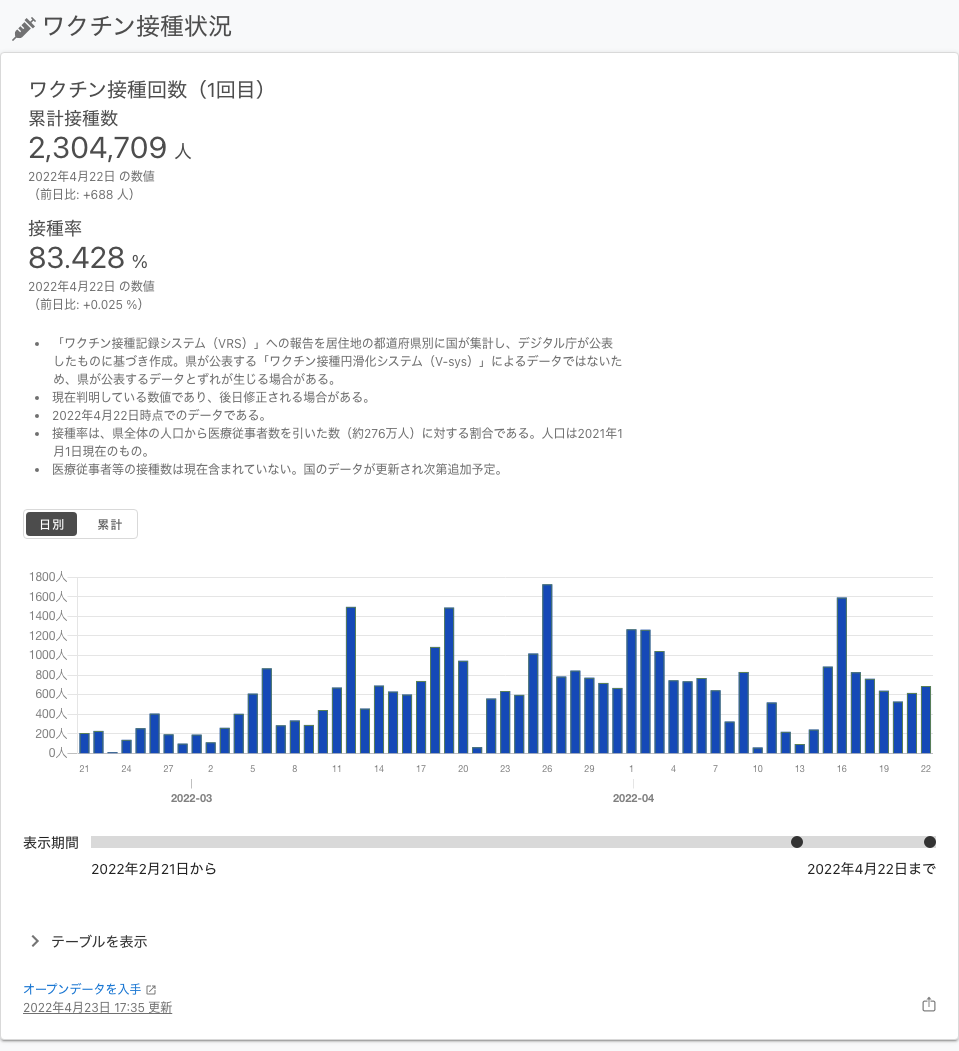 ワクチン接種状況
ワクチン接種回数（1回目）
累計接種数
2,304,709 人
2022年4月22日 の数値
（前日比: +688 人）
接種率
83.428 %
2022年4月22日 の数値
（前日比: +0.025 %）
• 「ワクチン接種記録システム（VRS）」への報告を居住地の都道府県別に国が集計し、デジタル庁が公表
したものに基づき作成。県が公表する「ワクチン接種円滑化システム（V-sys）」によるデータではないた
め、県が公表するデータとずれが生じる場合がある。
• 現在判明している数値であり、後日修正される場合がある。
• 2022年4月22日時点でのデータである。
• 接種率は、県全体の人口から医療従事者数を引いた数（約276万人）に対する割合である。人口は2021年1
月1日現在のもの。
• 医療従事者等の接種数は現在含まれていない。国のデータが更新され次第追加予定。
日別 累計
1800人
1600人
1400人
1200人
1000人
800人
600人
400人
200人
0人
21 24 27 2 5 8 11 14 17 20 23 26 29 1 4 7 10 13 16 19 22
2022-03 2022-04
表示期間
2022年2月21日から 2022年4月22日まで
テーブルを表示
オープンデータを入手
2022年4月23日 17:35 更新